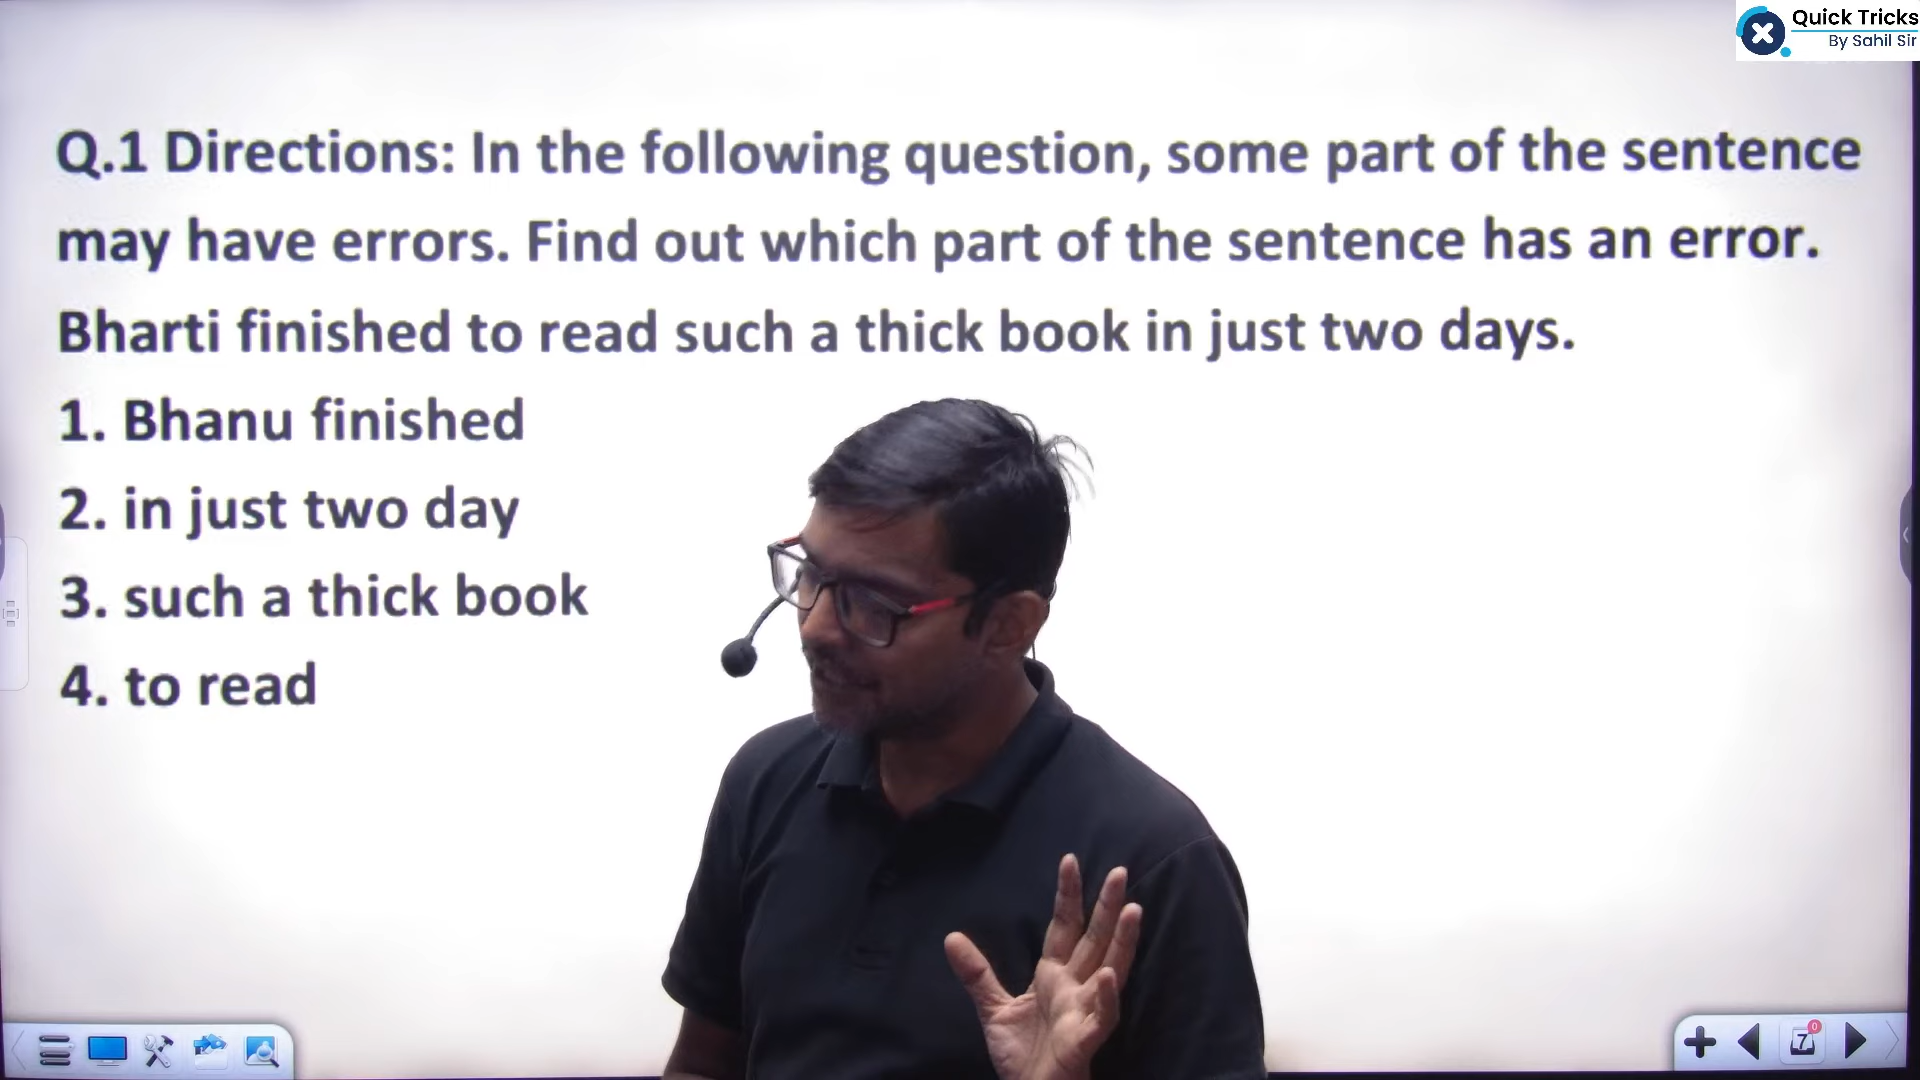 Quick Tricks
By Sahil Sir
Q.1 Directions: In the following question, some part of the sentence
may have errors. Find out which part of the sentence has an error.
Bharti finished to read such a thick book in just two days.
1. Bhanu finished
2. in just two day
3. such a thick book
4. to read
7
0